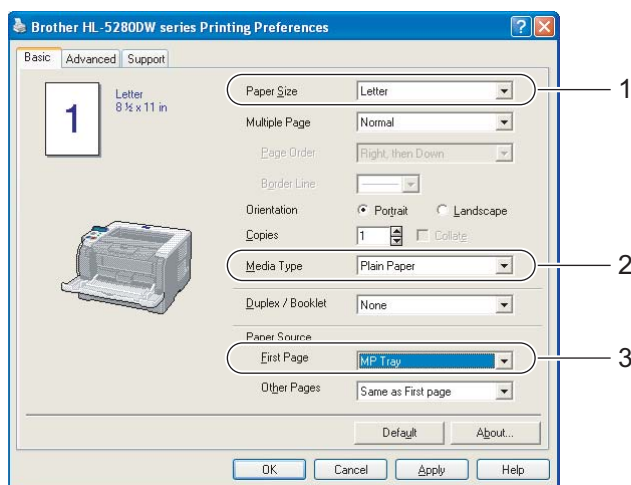 Brother HL-5280DW series Printing Preferences
Basic Advanced Support
1
Letter
8 ½ x 11 in
Paper Size Letter 1
Multiple Page Normal
Page Order Right, then Down
Border Line
Orientation Portrait Landscape
Copies 1 Collate
Media Type Plain Paper 2
Duplex / Booklet None
Paper Source
First Page MP Tray 3
Other Pages Same as First page
Default About...
OK Cancel Apply Help